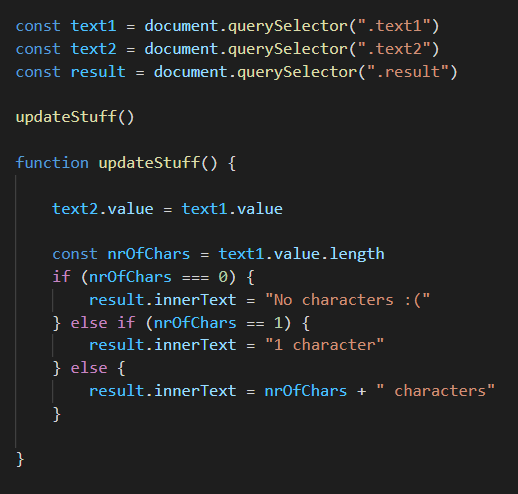 const text1 = document.querySelector(".text1")
const text2 = document.querySelector(".text2")
const result = document.querySelector(".result")
updateStuff()
function updateStuff() {
text2.value = text1.value
const nrOfChars = text1.value.length
if (nrOfChars === 0) {
result.innerText = "No characters :("
} else if (nrOfChars == 1) {
result.innerText = "1 character"
} else {
result.innerText = nrOfChars + " characters"
}
}